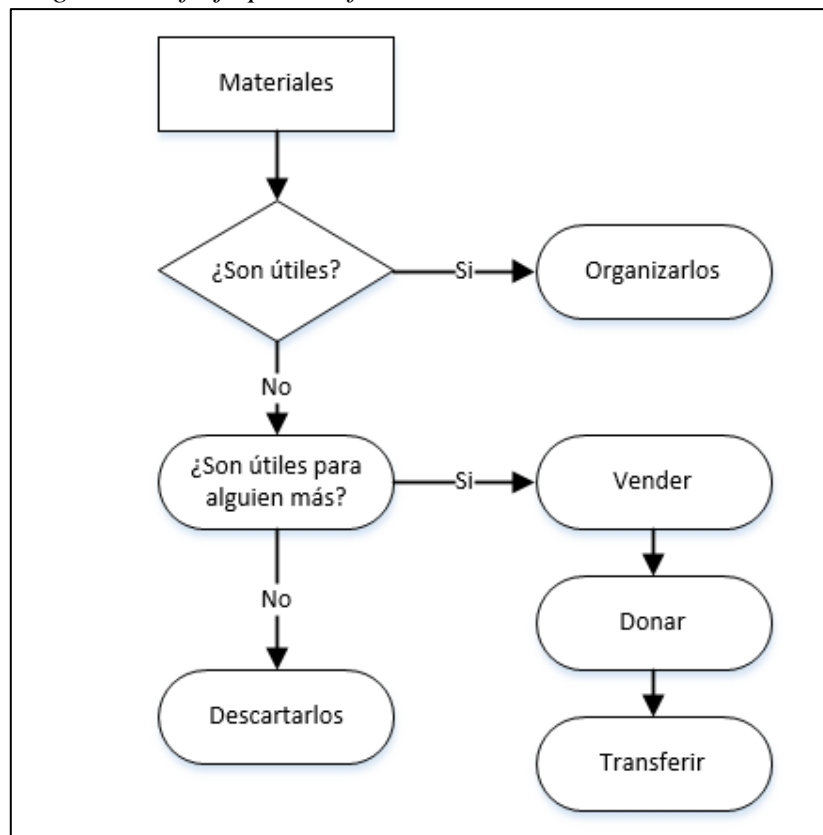 Materiales
¿Son útiles?
Si
Organizarlos
No
¿Son útiles para
alguien más?
Si
Vender
No
Donar
Descartarlos
Transferir